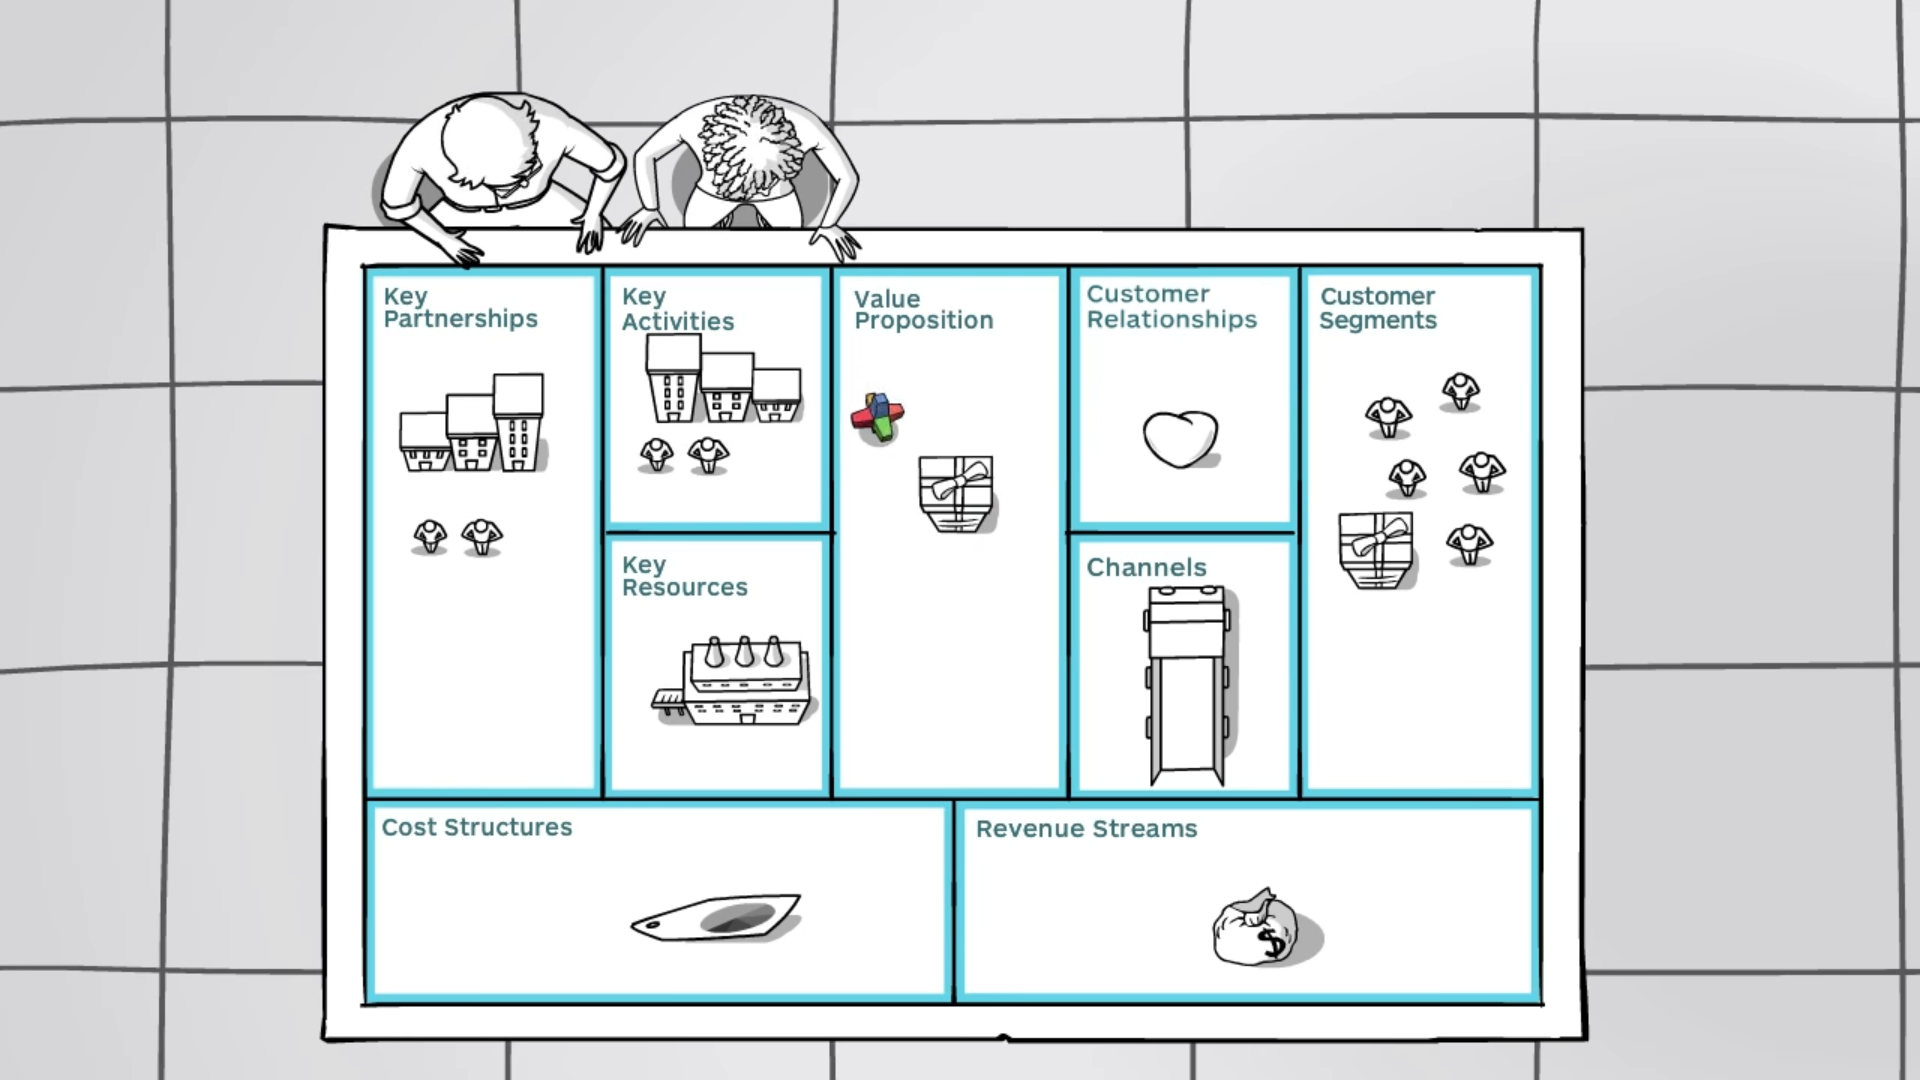 Key
Partnerships
Key
Activities
Value
Proposition
Customer
Relationships
Customer
Segments
Key
Resources
Channels
Cost Structures
Revenue Streams
$